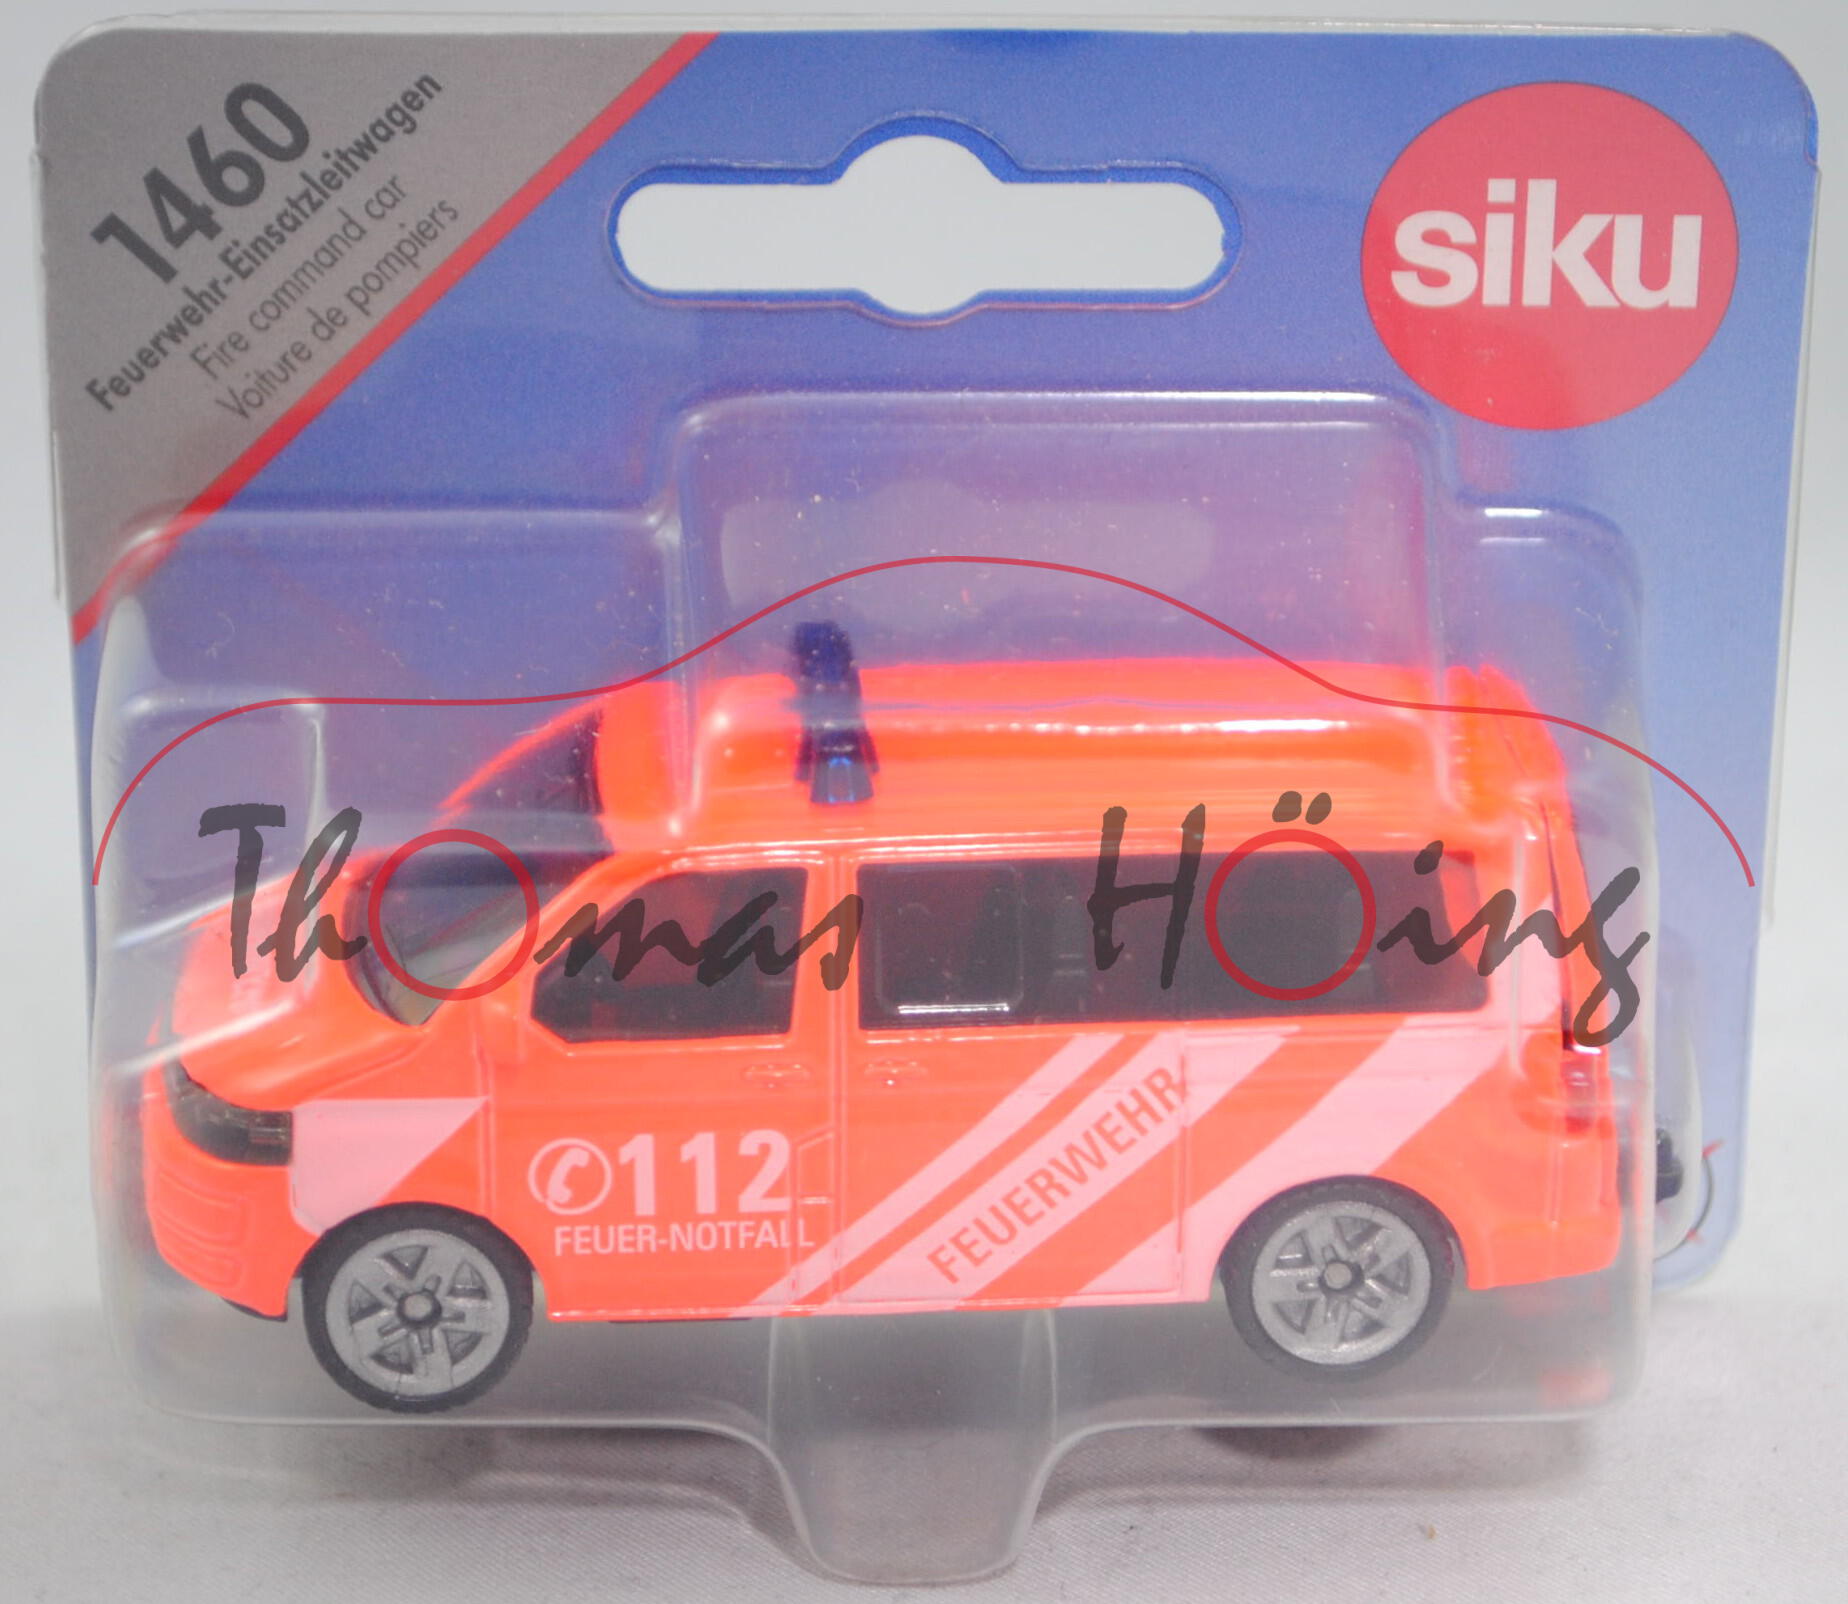 1460
Feuerwehr-Einsatzleitwagen
Fire command car
Voiture de pompiers
siku
Thomas Höing
112
FEUER-NOTFALL
FEUERWEHR